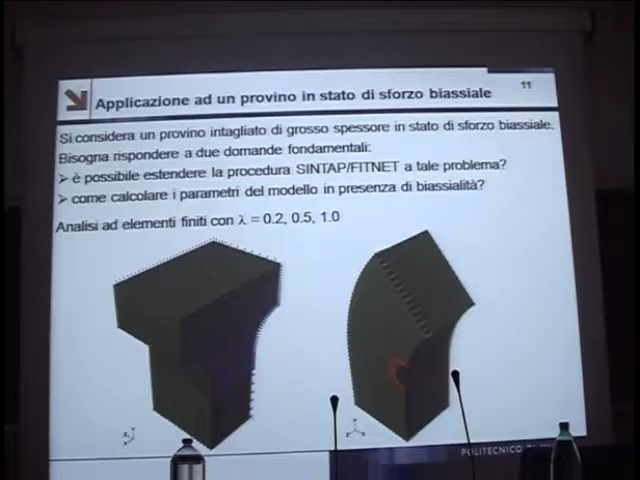 11
Applicazione ad un provino in stato di sforzo biassiale
Si considera un provino intagliato di grosso spessore in stato di sforzo biassiale.
Bisogna rispondere a due domande fondamentali:
➢ è possibile estendere la procedura SINTAP/FITNET a tale problema?
➢ come calcolare i parametri del modello in presenza di biassialità?
Analisi ad elementi finiti con λ = 0.2, 0.5, 1.0
POLITECNICO